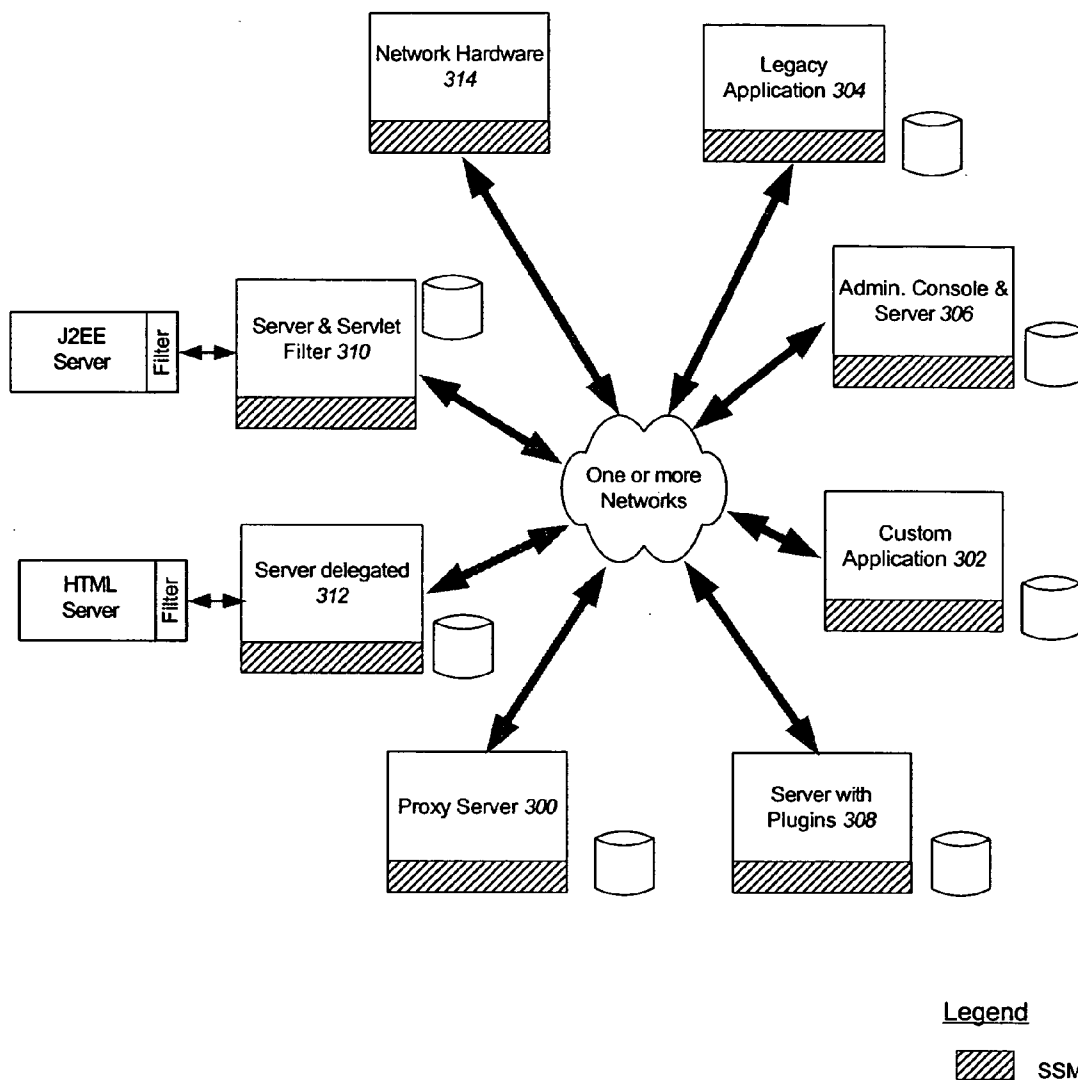 Network Hardware
314
Legacy
Application 304
Admin. Console &
Server 306
J2EE
Server
Filter
Server & Servlet
Filter 310
One or more
Networks
Custom
Application 302
HTML
Server
Filter
Server delegated
312
Proxy Server 300
Server with
Plugins 308
Legend
SSM